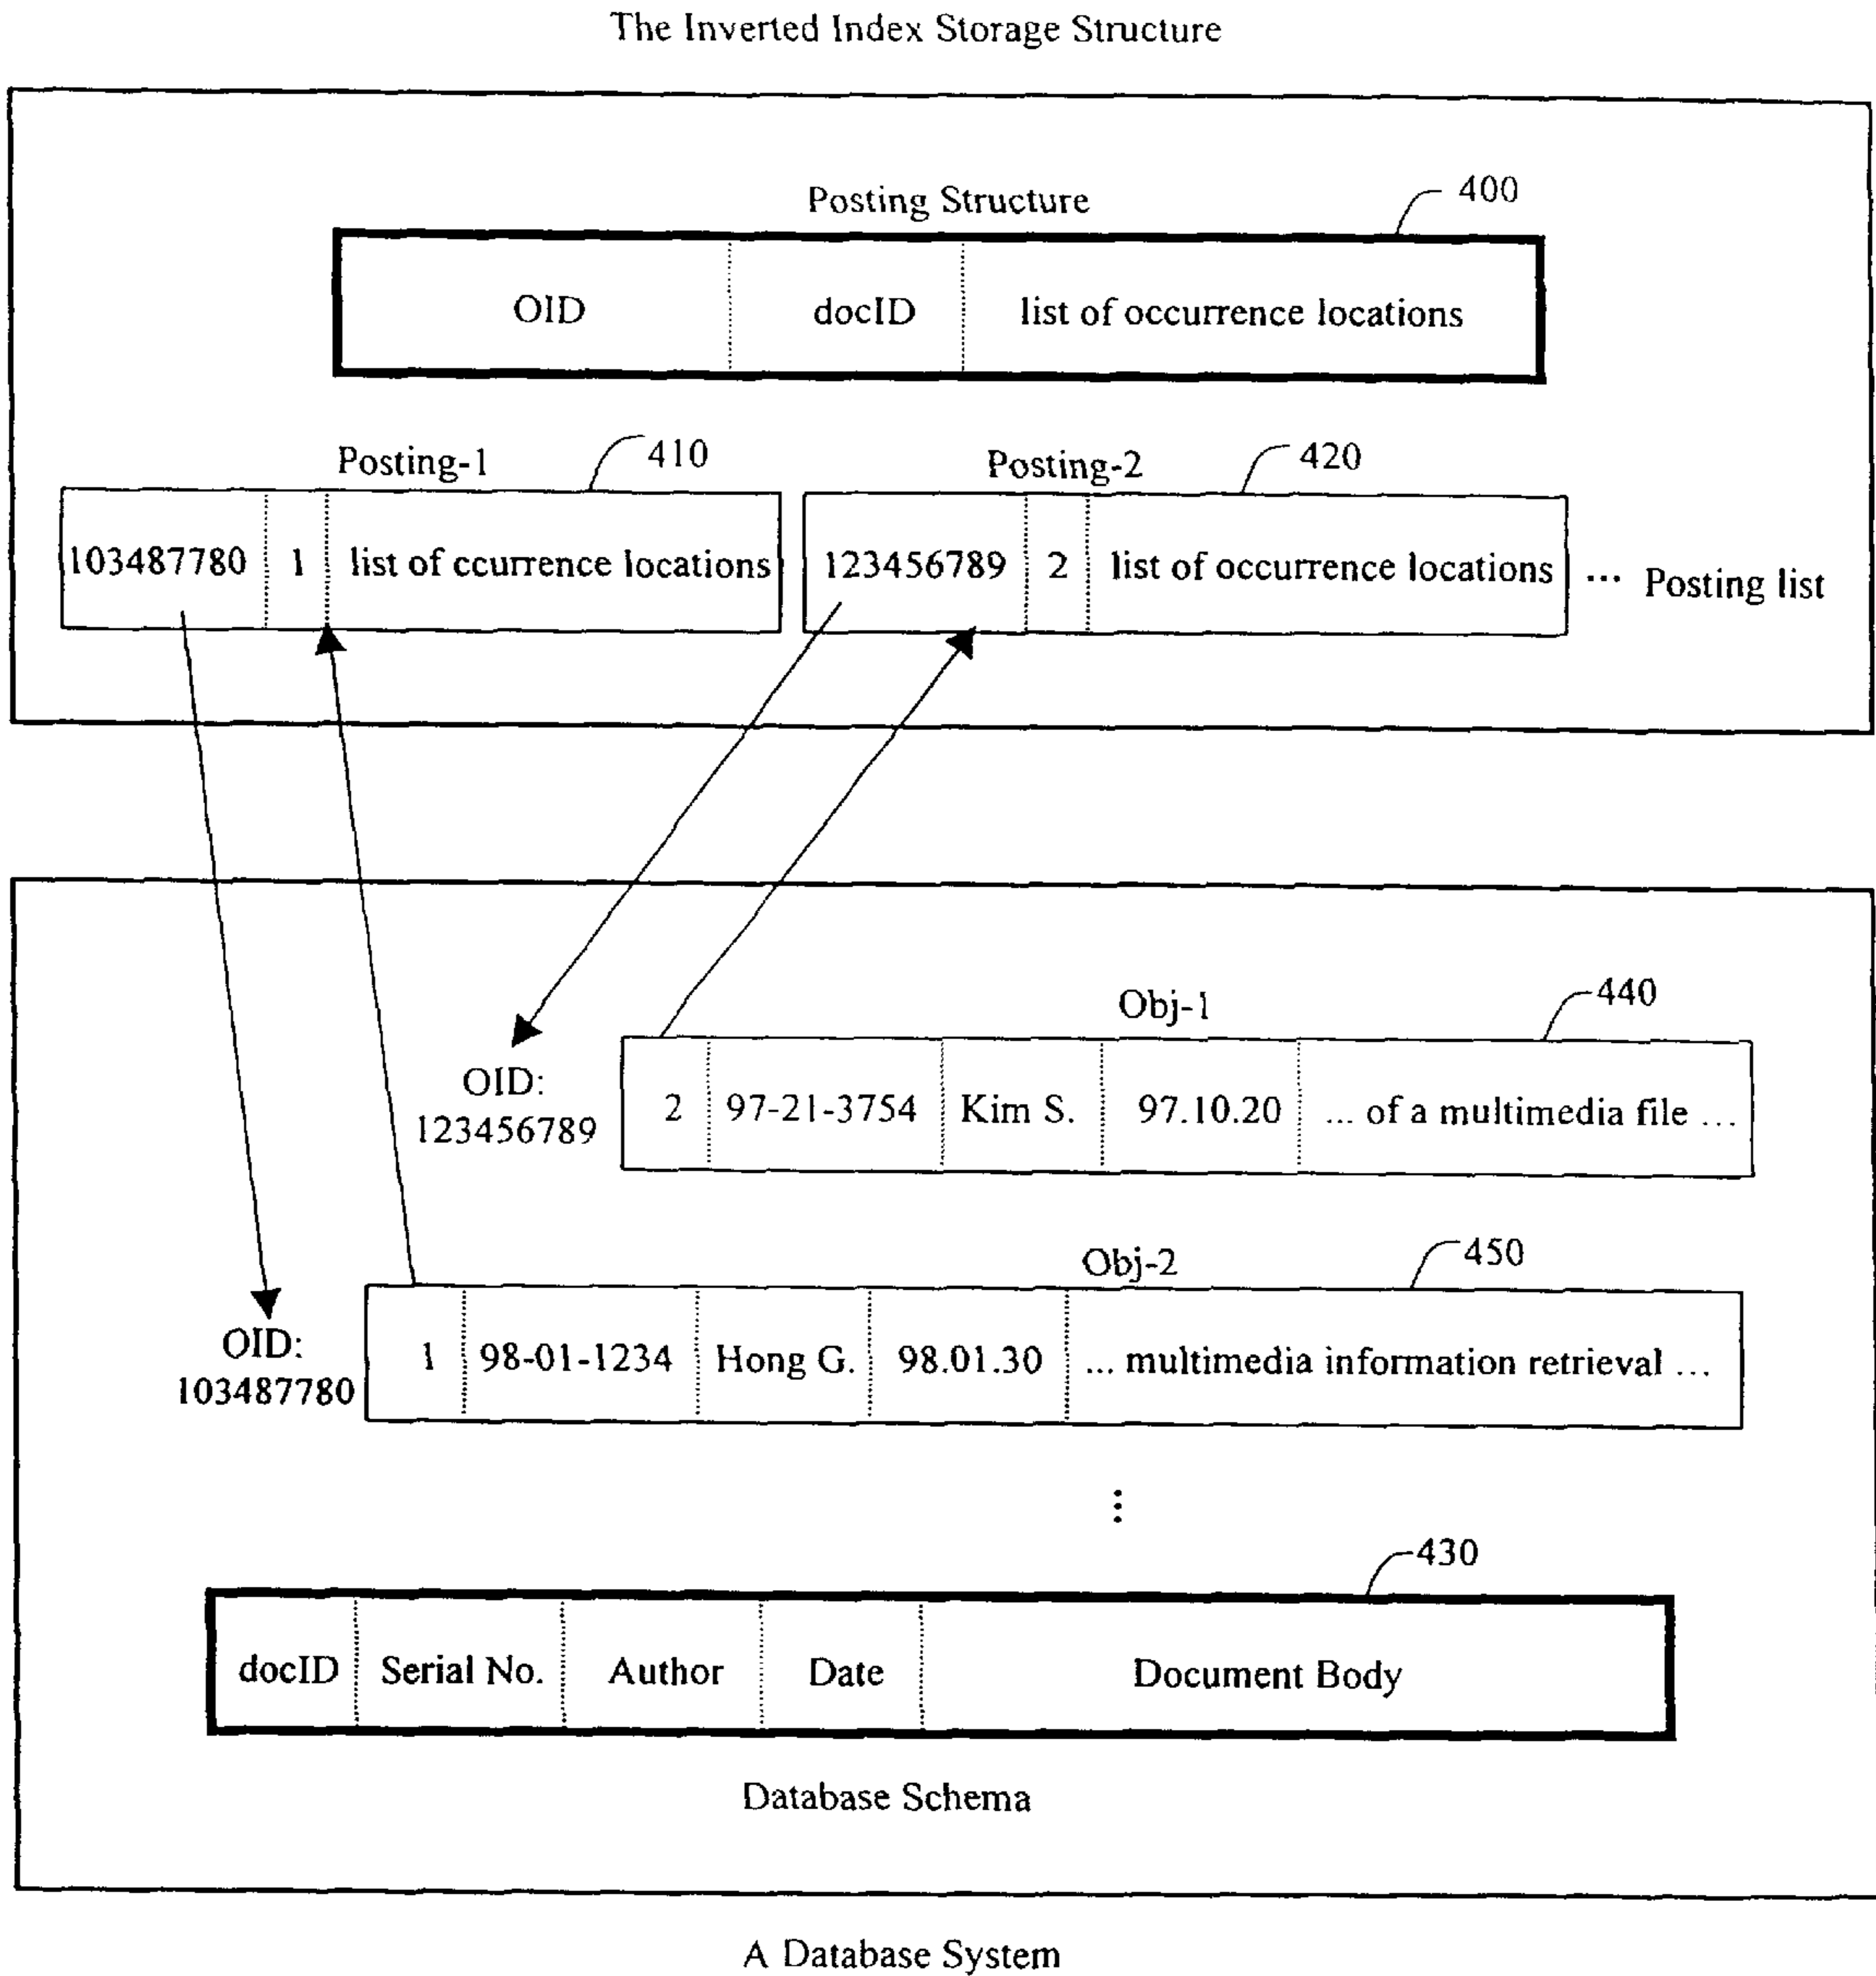 The Inverted Index Storage Structure
Posting Structure
400
OID docID list of occurrence locations
Posting-1 410 Posting-2 420
103487780 1 list of ccurrence locations 123456789 2 list of occurrence locations ... Posting list
Obj-1 440
OID:
123456789
2 97-21-3754 Kim S. 97.10.20 ... of a multimedia file ...
Obj-2 450
OID:
103487780
1 98-01-1234 Hong G. 98.01.30 ... multimedia information retrieval ...
430
docID Serial No. Author Date Document Body
Database Schema
A Database System